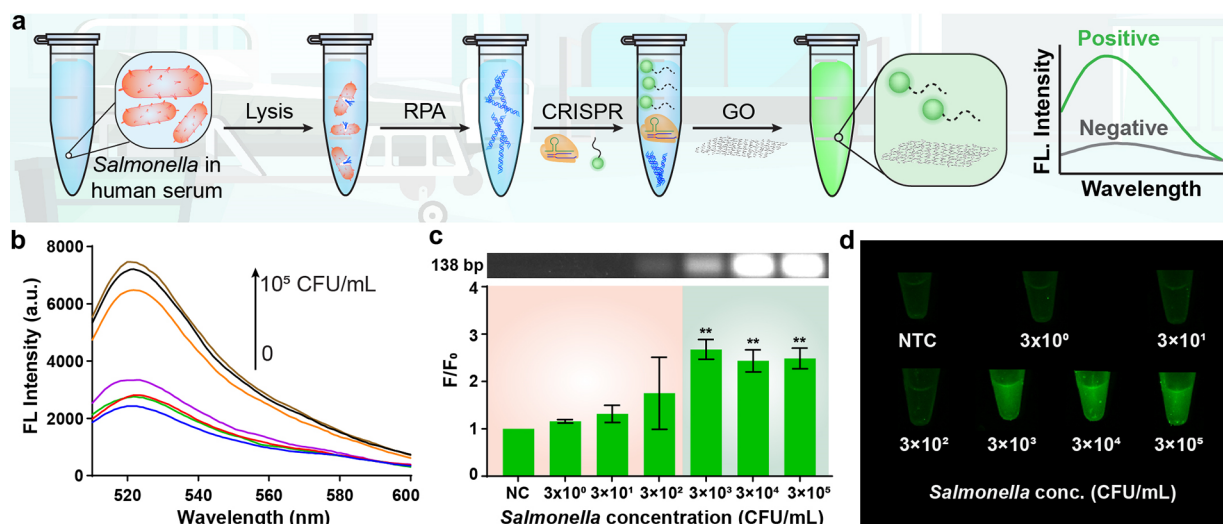 a
Lysis
RPA
CRISPR
GO
Salmonella in
human serum
FL. Intensity
Positive
Negative
Wavelength
b
8000
6000
4000
2000
0
FL Intensity (a.u.)
10⁵ CFU/mL
0
520 540 560 580 600
Wavelength (nm)
c
138 bp
4
3
2
1
0
F/F₀
** ** **
NC 3×10⁰ 3×10¹ 3×10² 3×10³ 3×10⁴ 3×10⁵
Salmonella concentration (CFU/mL)
d
NTC 3x10⁰ 3×10¹
3×10² 3×10³ 3×10⁴ 3×10⁵
Salmonella conc. (CFU/mL)